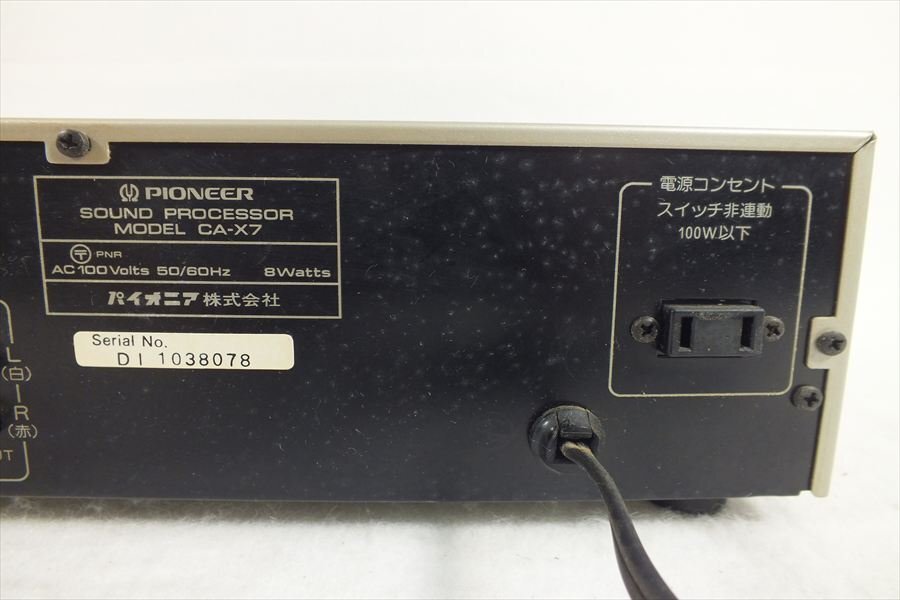 PIONEER
SOUND PROCESSOR
MODEL CA-X7
PNR
AC 100 Volts 50/60Hz 8Watts
パイオニア株式会社
Serial No.
DI 1038078
L
(白)
R
(赤)
電源コンセント
スイッチ非連動
100W以下